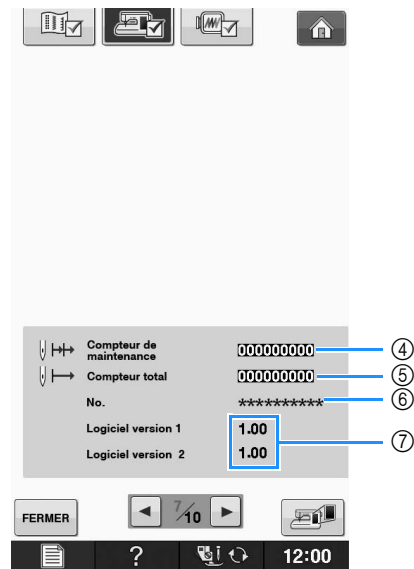 Compteur de
maintenance
000000000
④
Compteur total
000000000
⑤
No.
**********
⑥
Logiciel version 1
1.00
Logiciel version 2
1.00
⑦
FERMER
7/10
?
12:00